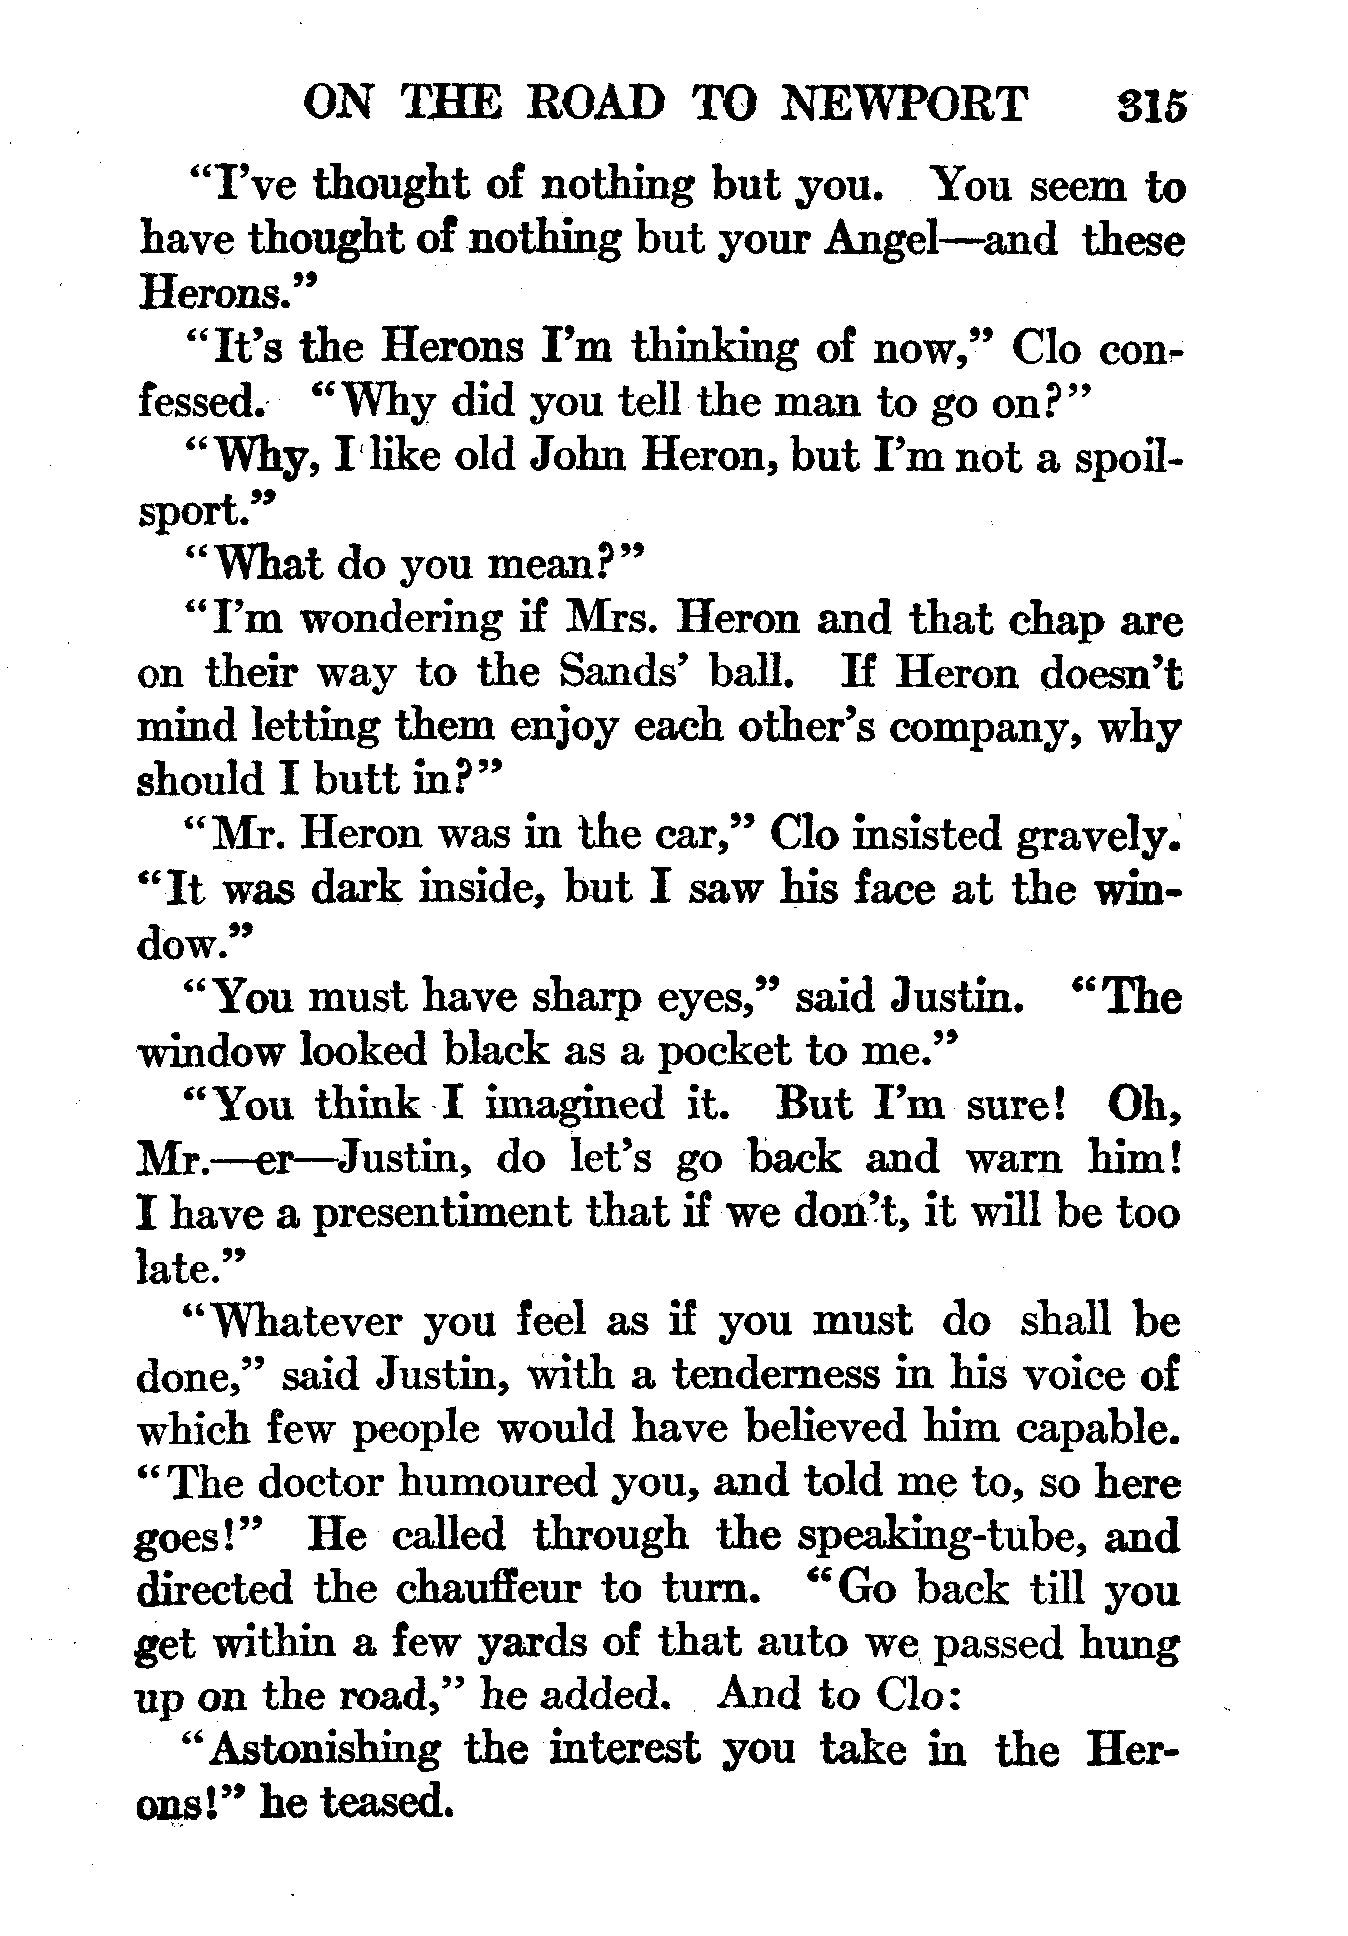 ON THE ROAD TO NEWPORT 315
"I've thought of nothing but you. You seem to
have thought of nothing but your Angel—and these
Herons."
"It's the Herons I'm thinking of now," Clo con-
fessed. "Why did you tell the man to go on?"
"Why, I like old John Heron, but I'm not a spoil-
sport."
"What do you mean?"
"I'm wondering if Mrs. Heron and that chap are
on their way to the Sands' ball. If Heron doesn't
mind letting them enjoy each other's company, why
should I butt in?"
"Mr. Heron was in the car," Clo insisted gravely.
"It was dark inside, but I saw his face at the win-
dow."
"You must have sharp eyes," said Justin. "The
window looked black as a pocket to me."
"You think I imagined it. But I'm sure! Oh,
Mr.—er—Justin, do let's go back and warn him!
I have a presentiment that if we don't, it will be too
late."
"Whatever you feel as if you must do shall be
done," said Justin, with a tenderness in his voice of
which few people would have believed him capable.
"The doctor humoured you, and told me to, so here
goes!" He called through the speaking-tube, and
directed the chauffeur to turn. "Go back till you
get within a few yards of that auto we passed hung
up on the road," he added. And to Clo:
"Astonishing the interest you take in the Her-
ons!" he teased.